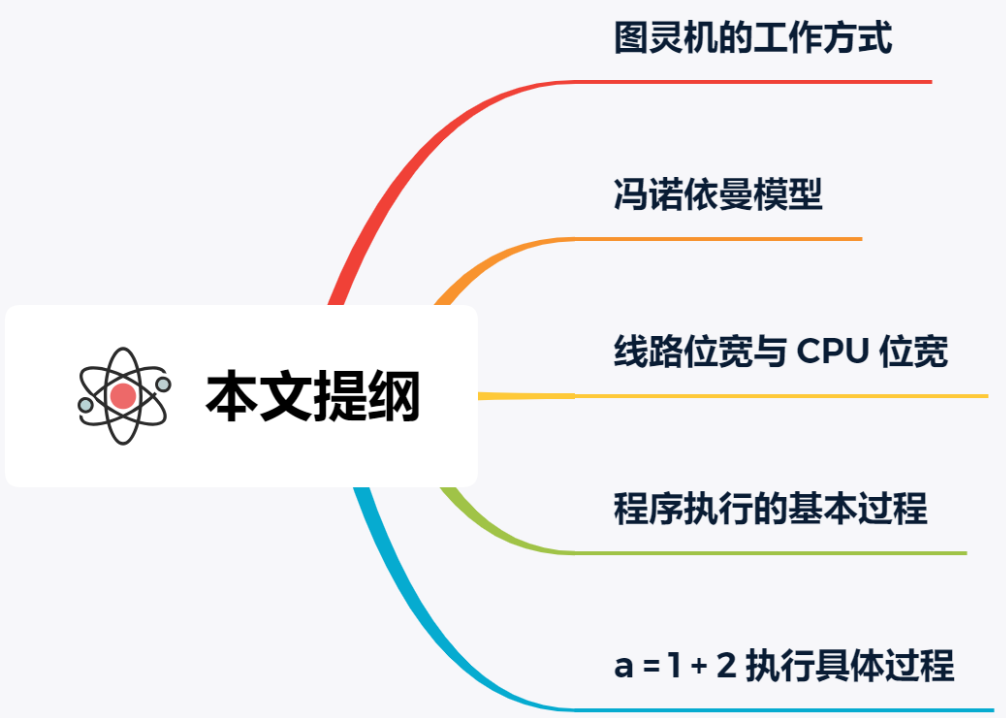 图灵机的工作方式
冯诺依曼模型
线路位宽与 CPU 位宽
本文提纲
程序执行的基本过程
a = 1 + 2 执行具体过程